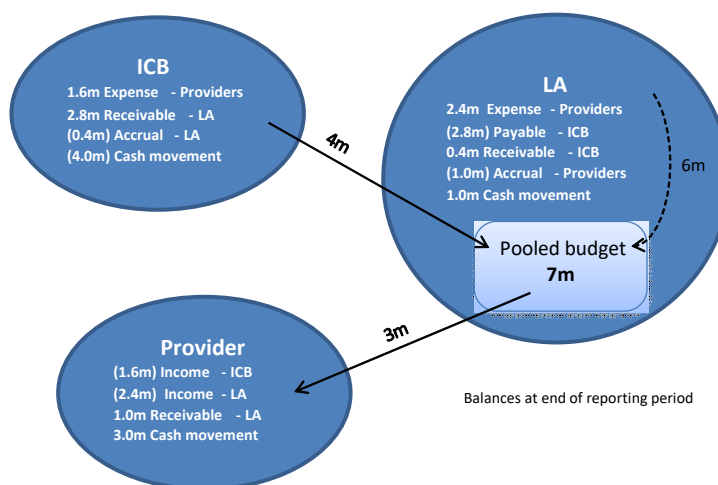 ICB
1.6m Expense - Providers
2.8m Receivable - LA
(0.4m) Accrual - LA
(4.0m) Cash movement
4m
LA
2.4m Expense - Providers
(2.8m) Payable - ICB
0.4m Receivable - ICB
(1.0m) Accrual - Providers
1.0m Cash movement
6m
Pooled budget
7m
3m
Provider
(1.6m) Income - ICB
(2.4m) Income - LA
1.0m Receivable - LA
3.0m Cash movement
Balances at end of reporting period